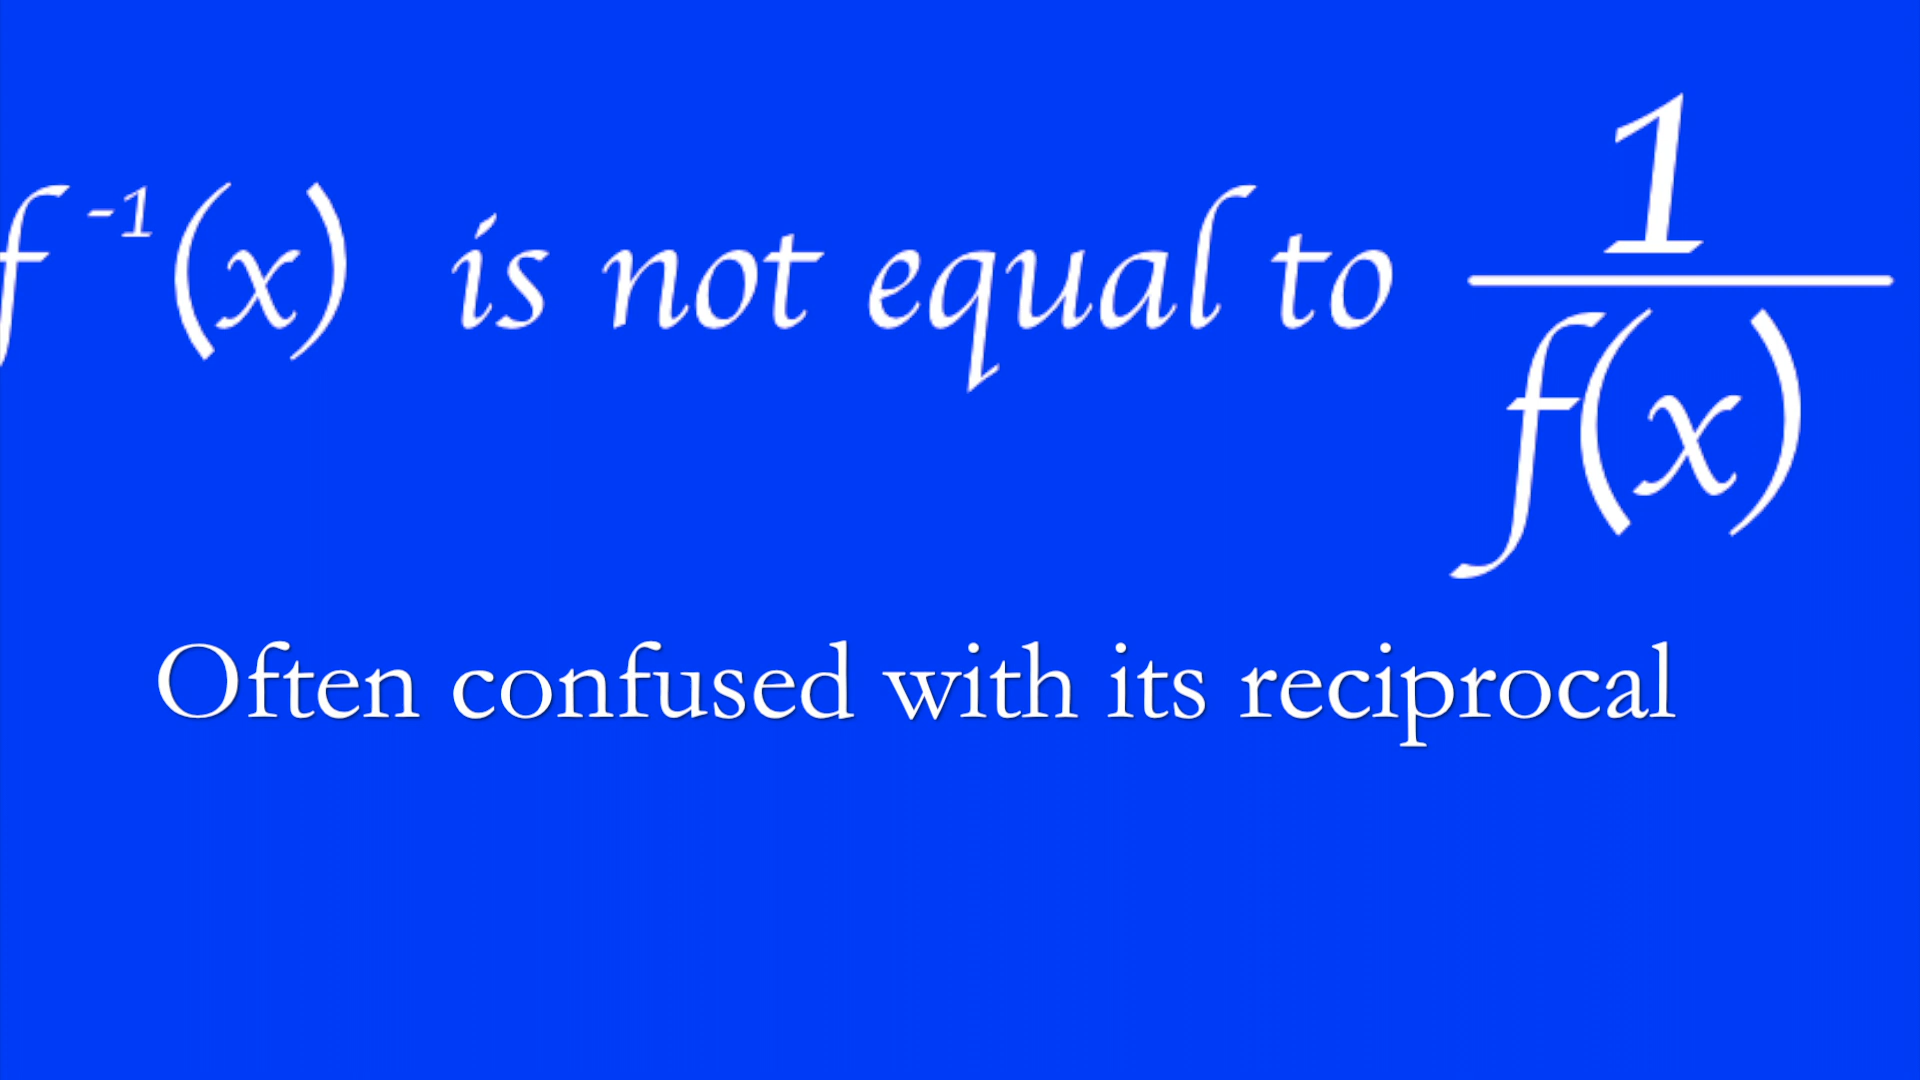 f⁻¹(x) is not equal to 1/f(x)
Often confused with its reciprocal